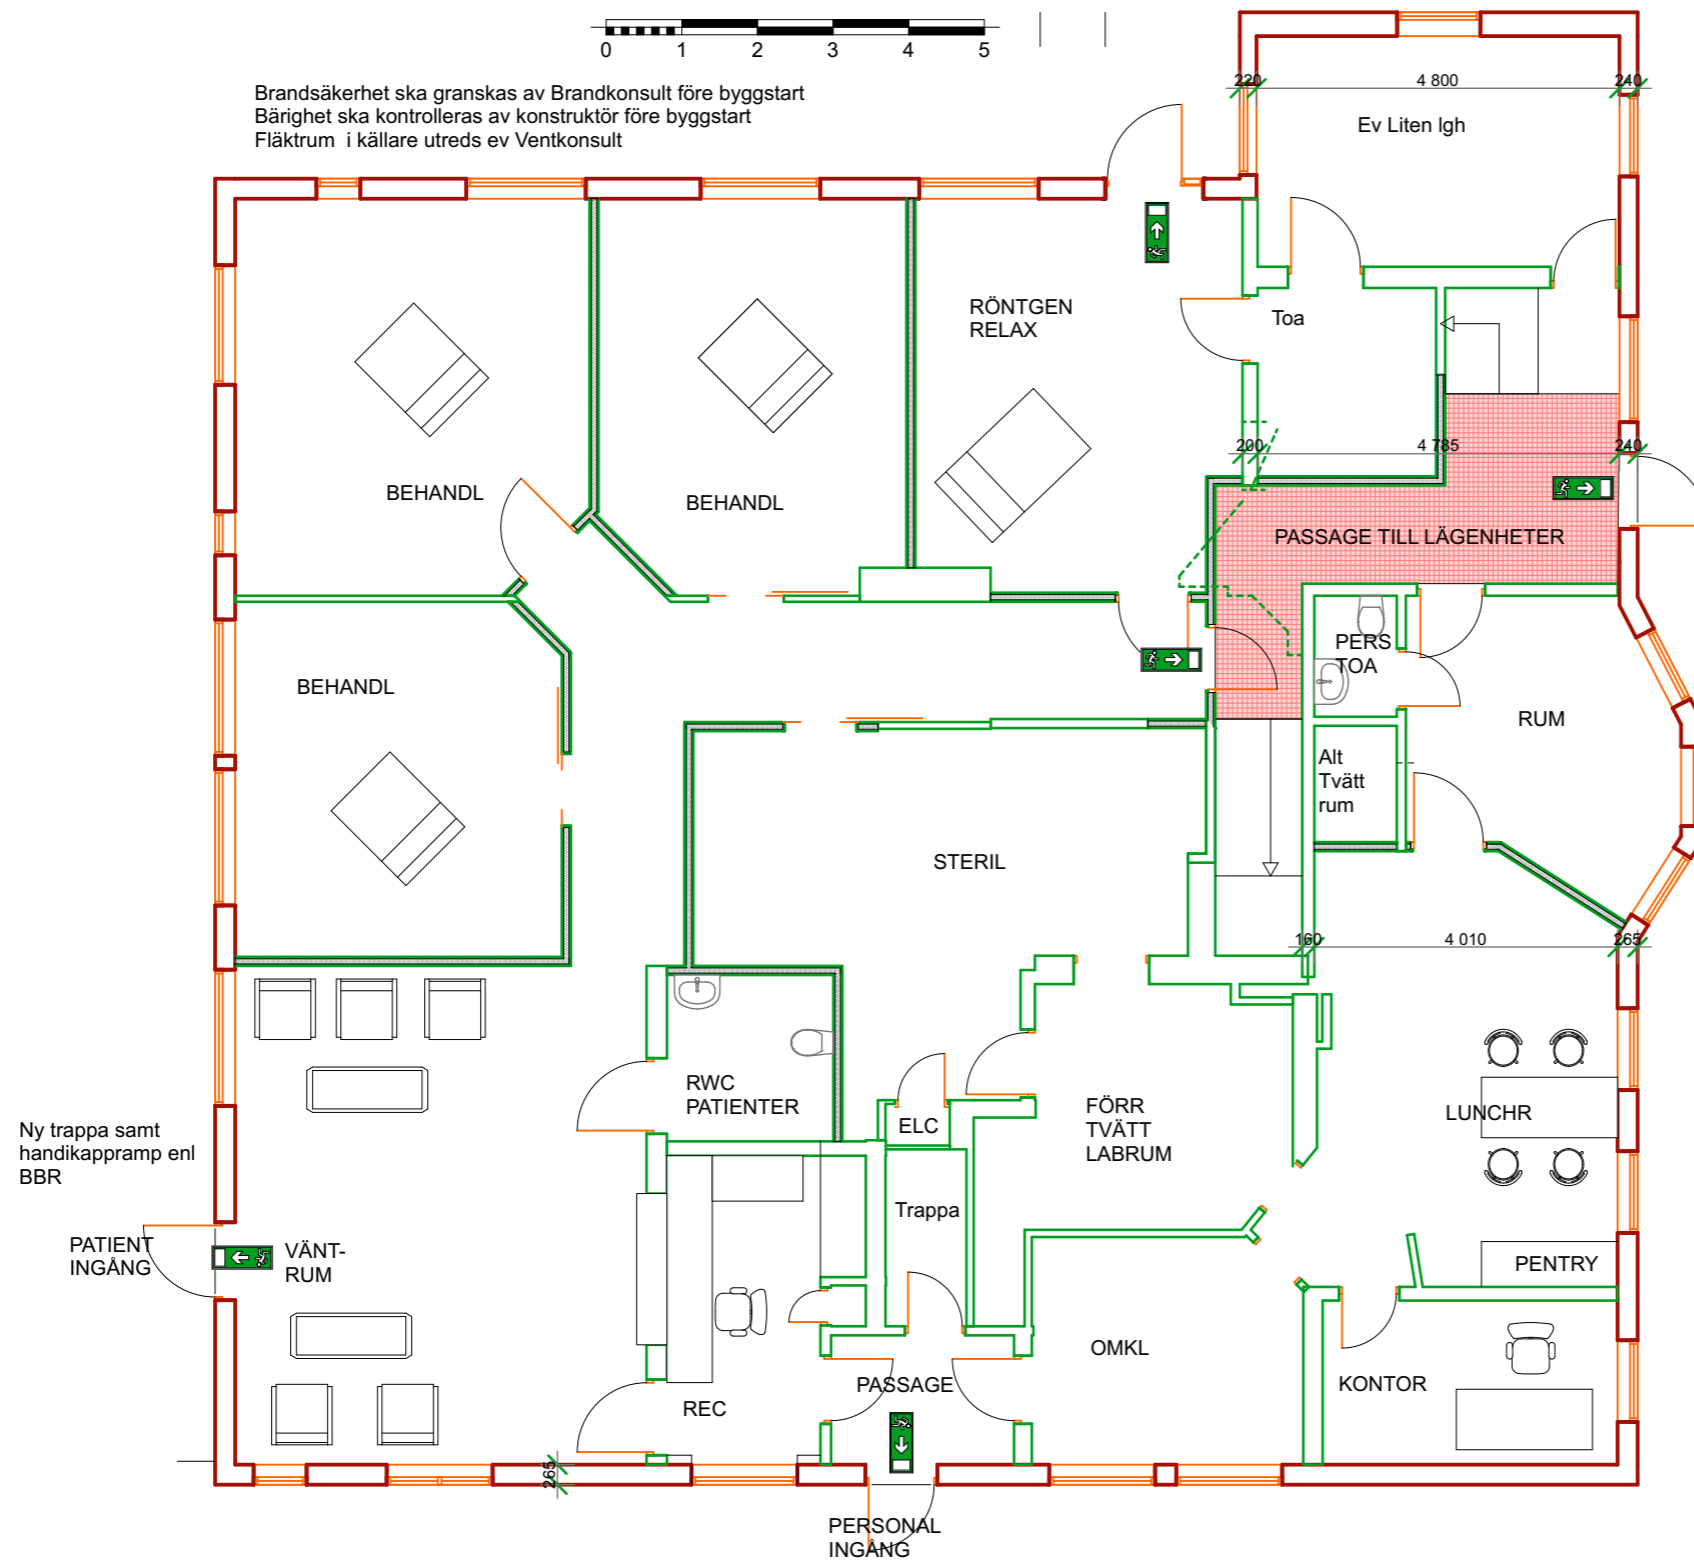 0 1 2 3 4 5
Brandsäkerhet ska granskas av Brandkonsult före byggstart
Bärighet ska kontrolleras av konstruktör före byggstart
Fläktrum i källare utreds ev Ventkonsult
220 4 800 240
Ev Liten lgh
RÖNTGEN
RELAX
Toa
BEHANDL
BEHANDL
200 4 785 240
PASSAGE TILL LÄGENHETER
PERS
TOA
BEHANDL
RUM
Alt
Tvätt
rum
STERIL
160 4 010 265
RWC
PATIENTER
ELC
FÖRR
TVÄTT
LABRUM
LUNCHR
Ny trappa samt
handikappramp enl
BBR
Trappa
PATIENT
INGÅNG
VÄNT-
RUM
PENTRY
OMKL
KONTOR
PASSAGE
REC
265
PERSONAL
INGÅNG